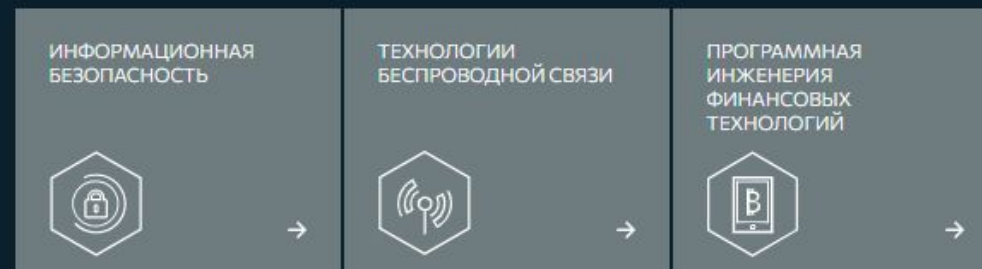 ИНФОРМАЦИОННАЯ
БЕЗОПАСНОСТЬ
ТЕХНОЛОГИИ
БЕСПРОВОДНОЙ СВЯЗИ
ПРОГРАММНАЯ
ИНЖЕНЕРИЯ
ФИНАНСОВЫХ
ТЕХНОЛОГИЙ